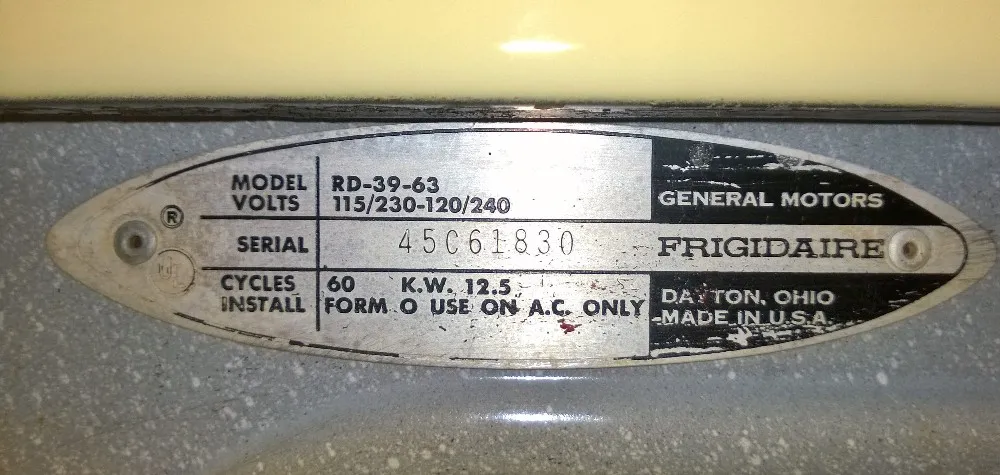 MODEL RD-39-63
VOLTS 115/230-120/240
®
SERIAL 45C61830
CYCLES 60 K.W. 12.5
INSTALL FORM O USE ON A.C. ONLY
GENERAL MOTORS
FRIGIDAIRE
DAYTON, OHIO
MADE IN U.S.A.